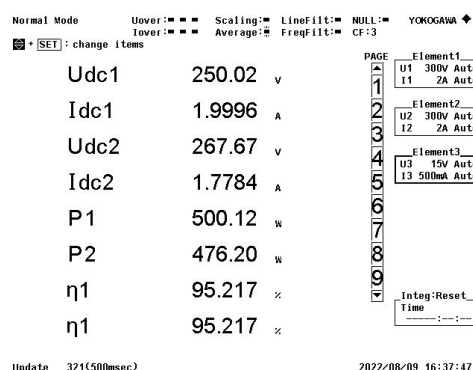 Normal Mode Uover: Scaling: LineFilt: NULL: YOKOGAWA
Iover: Average: FreqFilt: CF:3
+ SET : change items
PAGE
Udc1 250.02 V
Idc1 1.9996 A
Udc2 267.67 V
Idc2 1.7784 A
P1 500.12 W
P2 476.20 W
η1 95.217 %
η1 95.217 %
1
2
3
4
5
6
7
8
9
Element1
U1 300V Aut
I1 2A Aut
Element2
U2 300V Aut
I2 2A Aut
Element3
U3 15V Aut
I3 500mA Aut
Integ:Reset
Time
-----:--:--
Update 321(500msec) 2022/08/09 16:37:47